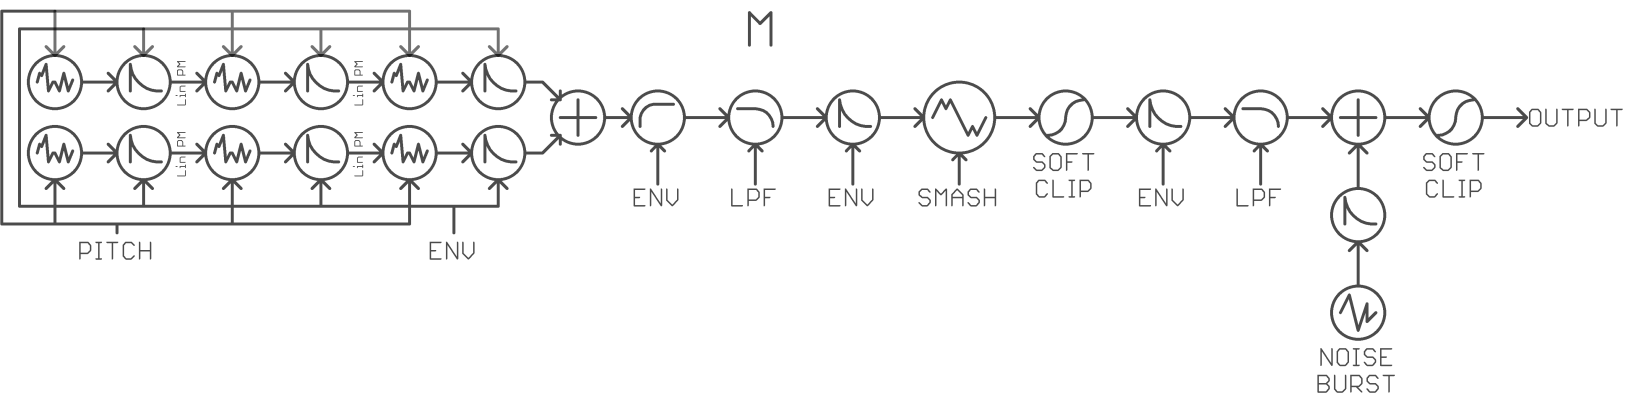 M
Lin PM
Lin PM
Lin PM
Lin PM
OUTPUT
ENV
LPF
ENV
SMASH
SOFT
CLIP
ENV
LPF
SOFT
CLIP
PITCH
ENV
NOISE
BURST